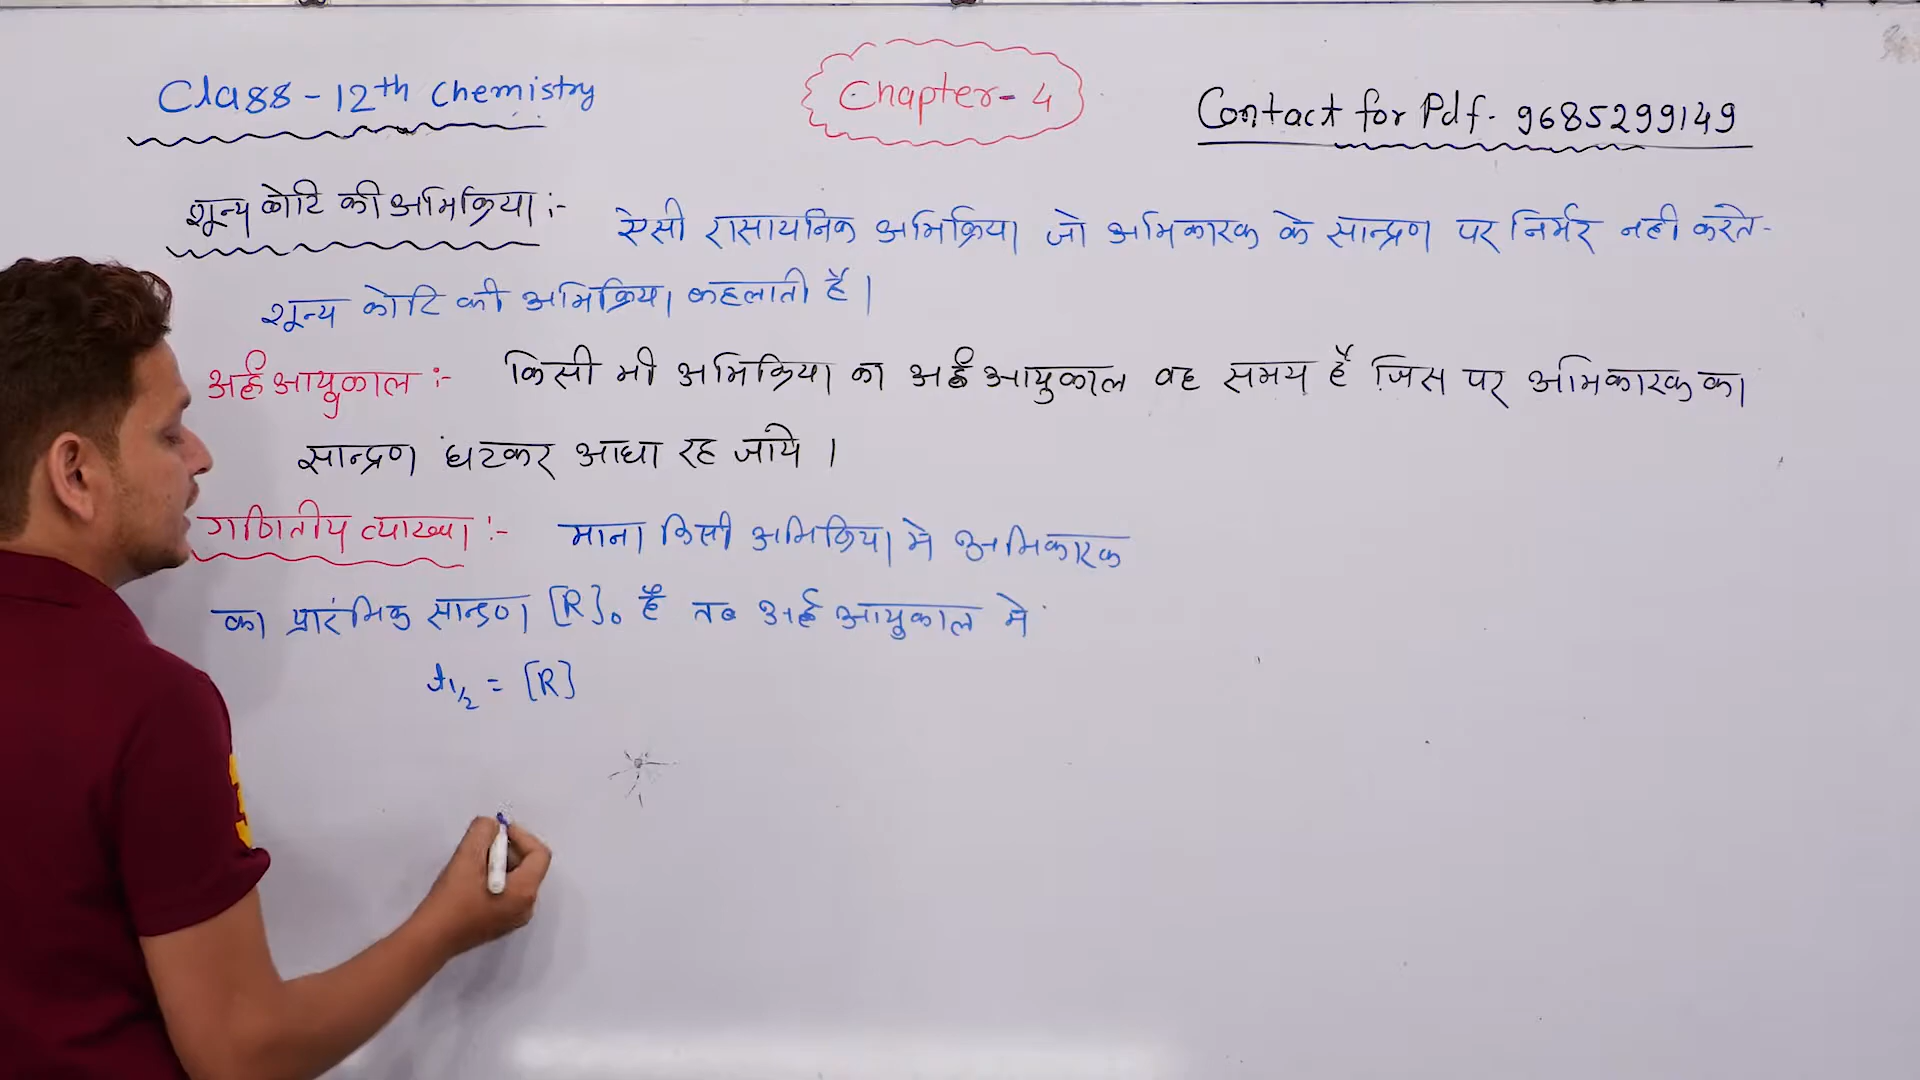 Class - 12th Chemistry
Chapter - 4
Contact for Pdf - 9685299149
शून्य कोटि की अभिक्रिया :-
ऐसी रासायनिक अभिक्रिया जो अभिकारक के सान्द्रण पर निर्भर नही करते -
शून्य कोटि की अभिक्रिया कहलाती है ।
अर्द्ध आयुकाल :- किसी भी अभिक्रिया का अर्द्ध आयुकाल वह समय है जिस पर अभिकारक का
सान्द्रण घटकर आधा रह जाये ।
गणितीय व्याख्या :- माना किसी अभिक्रिया मे अभिकारक
का प्रारंभिक सान्द्रण [R]₀ है तब अर्द्ध आयुकाल मे
t₁/₂ = [R]